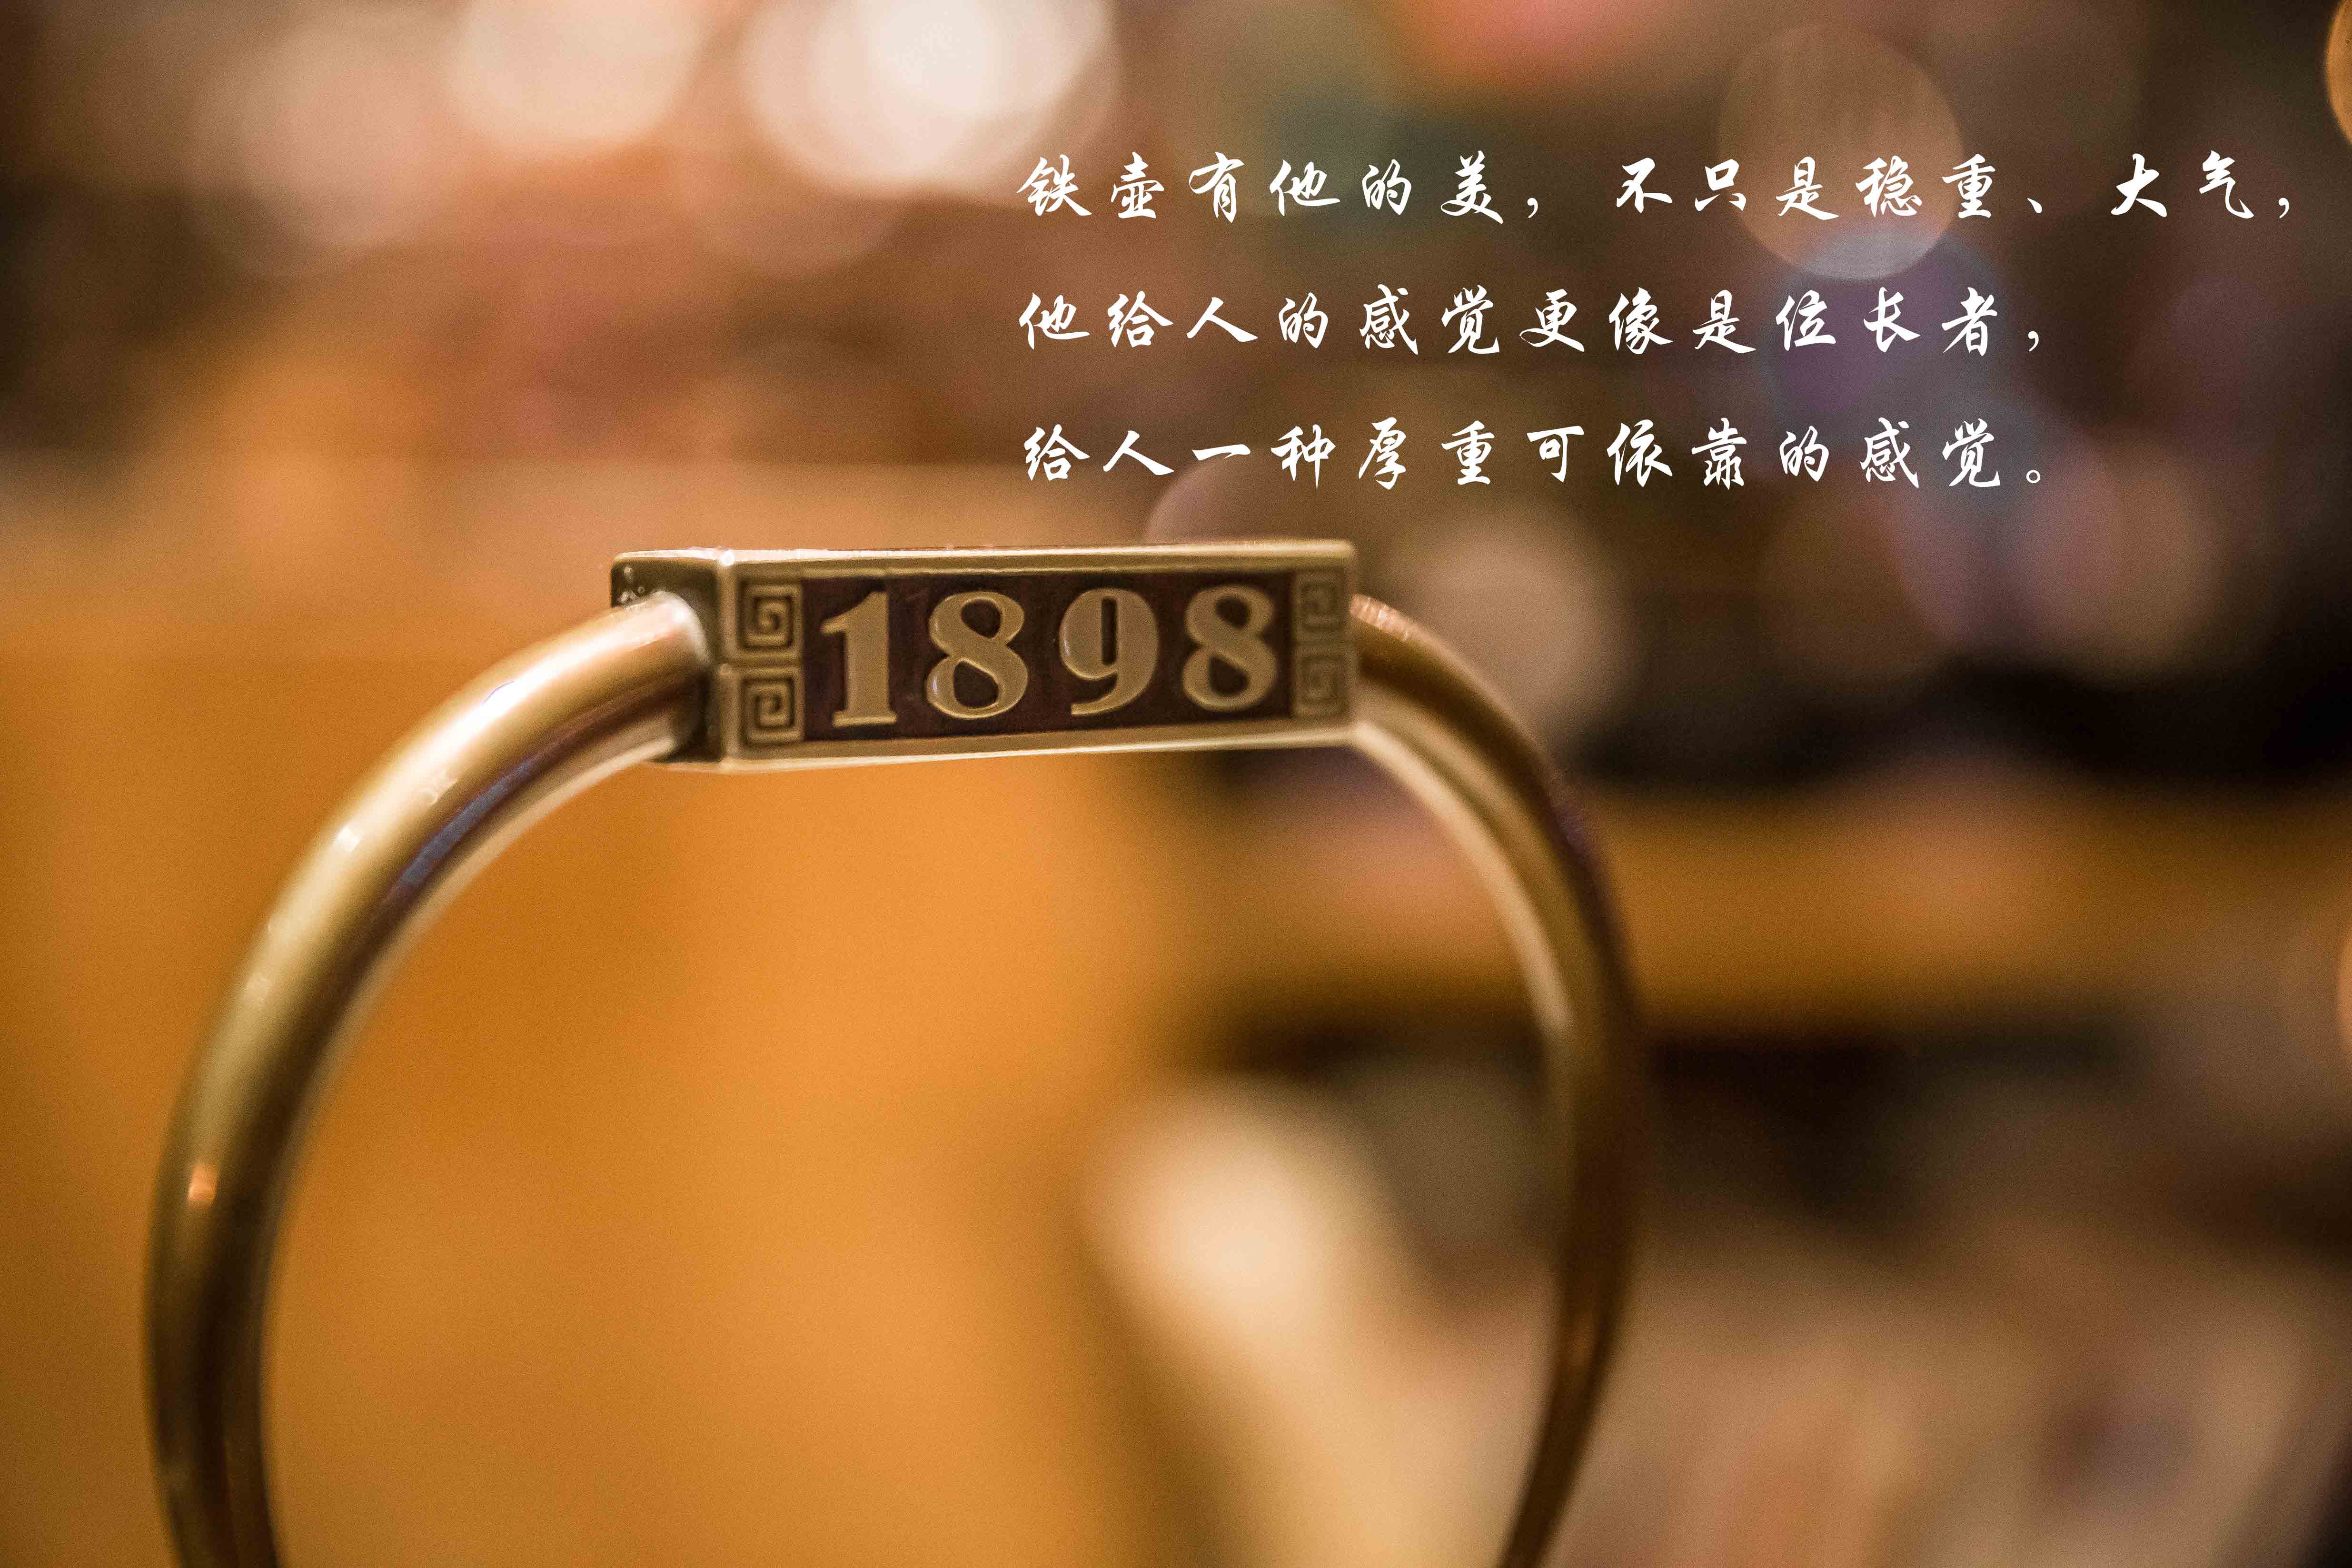 铁壶有他的美，不只是稳重、大气，
他给人的感觉更像是位长者，
给人一种厚重可依靠的感觉。
1898